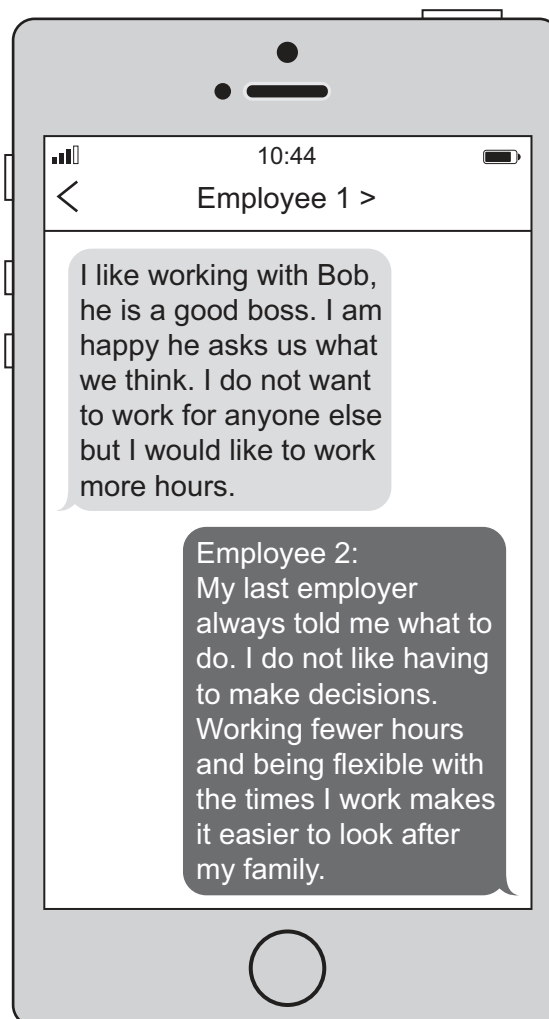 10:44
Employee 1 >
I like working with Bob,
he is a good boss. I am
happy he asks us what
we think. I do not want
to work for anyone else
but I would like to work
more hours.
Employee 2:
My last employer
always told me what to
do. I do not like having
to make decisions.
Working fewer hours
and being flexible with
the times I work makes
it easier to look after
my family.